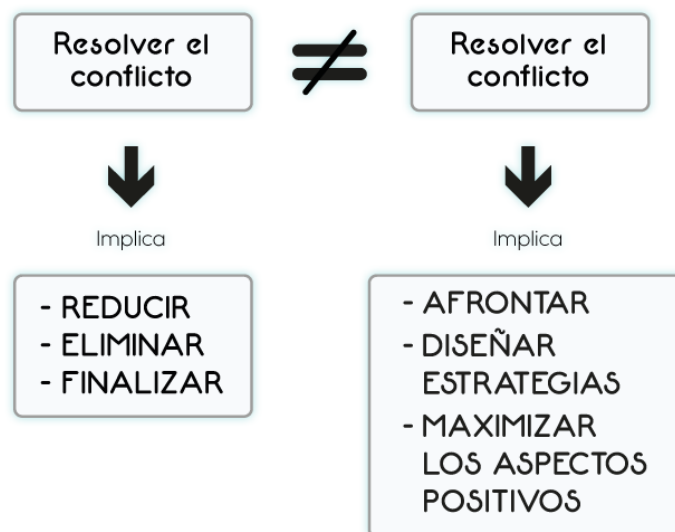 Resolver el
conflicto
≠
Resolver el
conflicto
Implica
Implica
- REDUCIR
- ELIMINAR
- FINALIZAR
- AFRONTAR
- DISEÑAR
ESTRATEGIAS
- MAXIMIZAR
LOS ASPECTOS
POSITIVOS